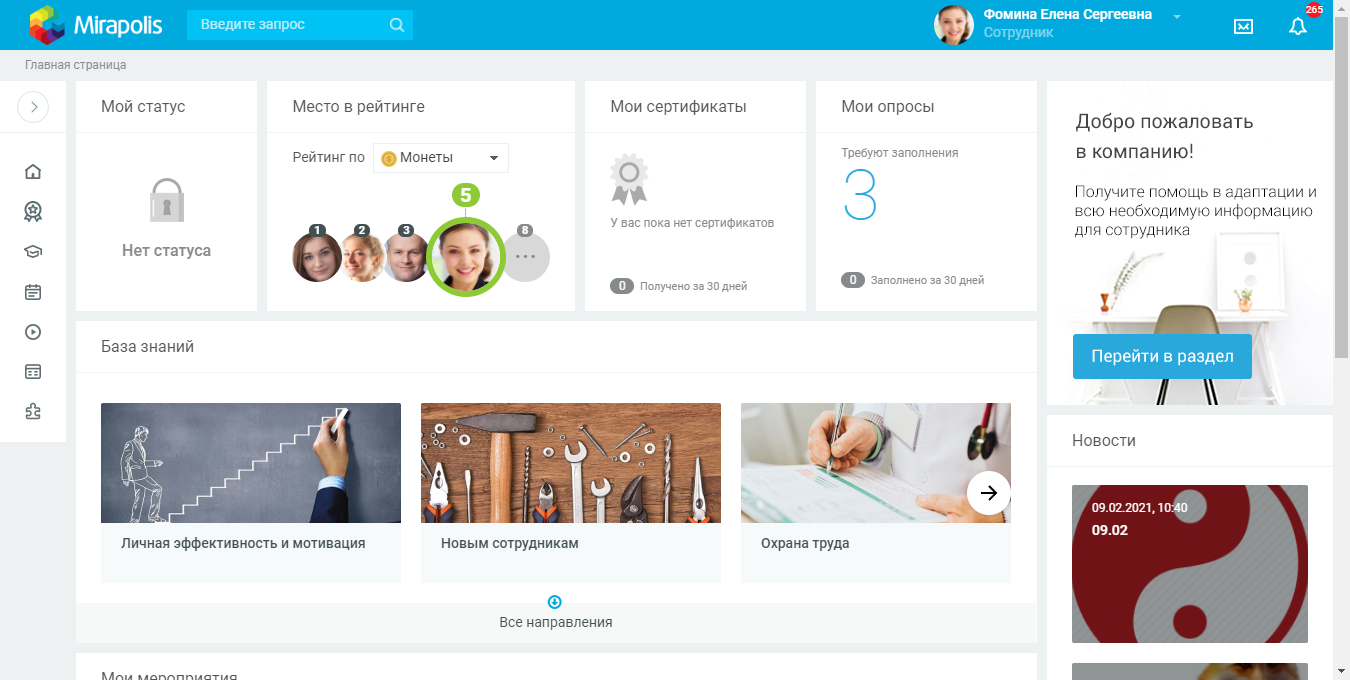 Mirapolis
Введите запрос
Фомина Елена Сергеевна
Сотрудник
265
Главная страница
Мой статус
Нет статуса
Место в рейтинге
Рейтинг по
Монеты
5
1
2
3
8
Мои сертификаты
У вас пока нет сертификатов
0 Получено за 30 дней
Мои опросы
Требуют заполнения
3
0 Заполнено за 30 дней
Добро пожаловать
в компанию!
Получите помощь в адаптации и
всю необходимую информацию
для сотрудника
Перейти в раздел
База знаний
Личная эффективность и мотивация
Новым сотрудникам
Охрана труда
Все направления
Новости
09.02.2021, 10:40
09.02
Мои мероприятия